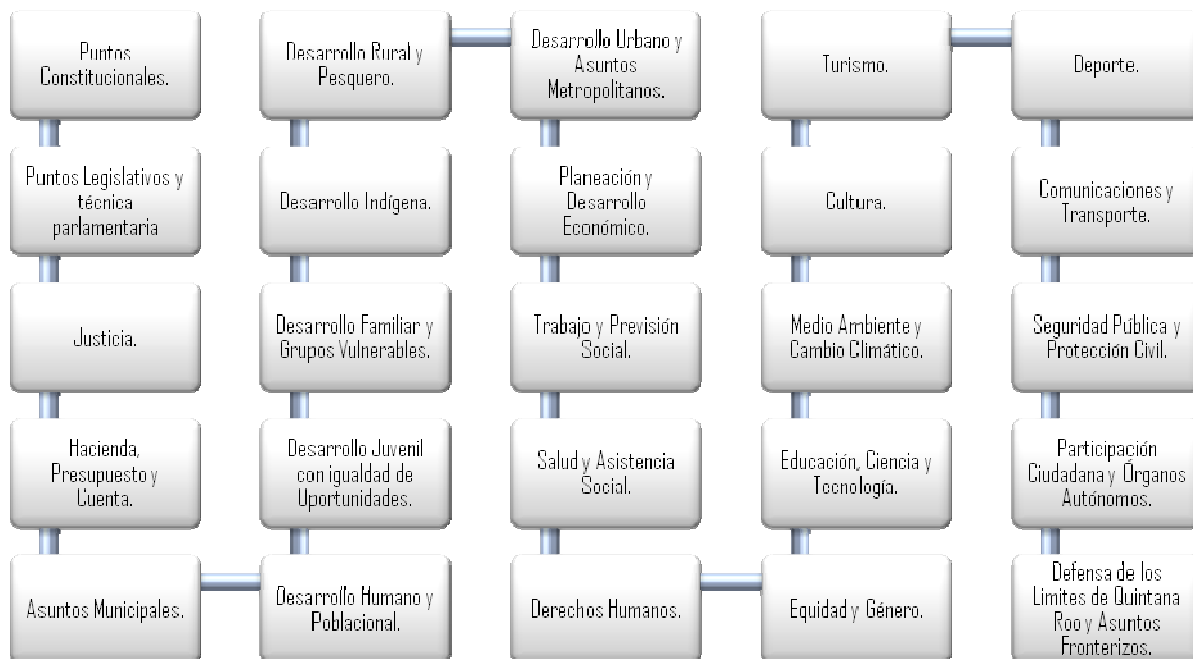 Puntos
Constitucionales.
Puntos Legislativos y
técnica
parlamentaria
Justicia.
Hacienda,
Presupuesto y
Cuenta.
Asuntos Municipales.
Desarrollo Humano y
Poblacional.
Desarrollo Juvenil
con igualdad de
Oportunidades.
Desarrollo Familiar y
Grupos Vulnerables.
Desarrollo Indígena.
Desarrollo Rural y
Pesquero.
Desarrollo Urbano y
Asuntos
Metropolitanos.
Planeación y
Desarrollo
Económico.
Trabajo y Previsión
Social.
Salud y Asistencia
Social.
Derechos Humanos.
Equidad y Género.
Educación, Ciencia y
Tecnología.
Medio Ambiente y
Cambio Climático.
Cultura.
Turismo.
Deporte.
Comunicaciones y
Transporte.
Seguridad Pública y
Protección Civil.
Participación
Ciudadana y Órganos
Autónomos.
Defensa de los
Limites de Quintana
Roo y Asuntos
Fronterizos.